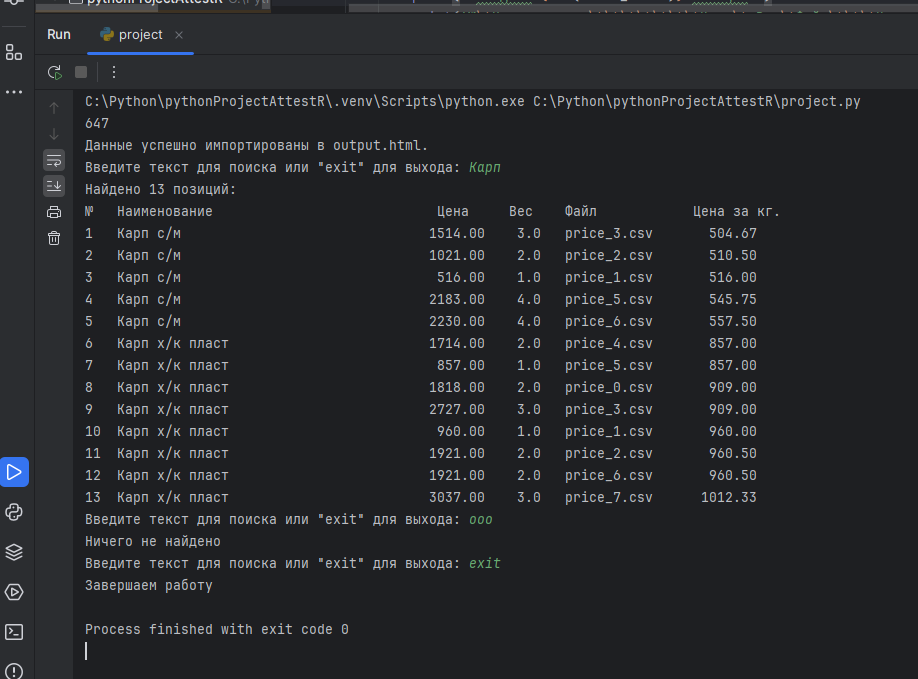 Run project
C:\Python\pythonProjectAttestR\.venv\Scripts\python.exe C:\Python\pythonProjectAttestR\project.py
647
Данные успешно импортированы в output.html.
Введите текст для поиска или "exit" для выхода: Карп
Найдено 13 позиций:
№ Наименование Цена Вес Файл Цена за кг.
1 Карп с/м 1514.00 3.0 price_3.csv 504.67
2 Карп с/м 1021.00 2.0 price_2.csv 510.50
3 Карп с/м 516.00 1.0 price_1.csv 516.00
4 Карп с/м 2183.00 4.0 price_5.csv 545.75
5 Карп с/м 2230.00 4.0 price_6.csv 557.50
6 Карп х/к пласт 1714.00 2.0 price_4.csv 857.00
7 Карп х/к пласт 857.00 1.0 price_5.csv 857.00
8 Карп х/к пласт 1818.00 2.0 price_0.csv 909.00
9 Карп х/к пласт 2727.00 3.0 price_3.csv 909.00
10 Карп х/к пласт 960.00 1.0 price_1.csv 960.00
11 Карп х/к пласт 1921.00 2.0 price_2.csv 960.50
12 Карп х/к пласт 1921.00 2.0 price_6.csv 960.50
13 Карп х/к пласт 3037.00 3.0 price_7.csv 1012.33
Введите текст для поиска или "exit" для выхода: ооо
Ничего не найдено
Введите текст для поиска или "exit" для выхода: exit
Завершаем работу
Process finished with exit code 0